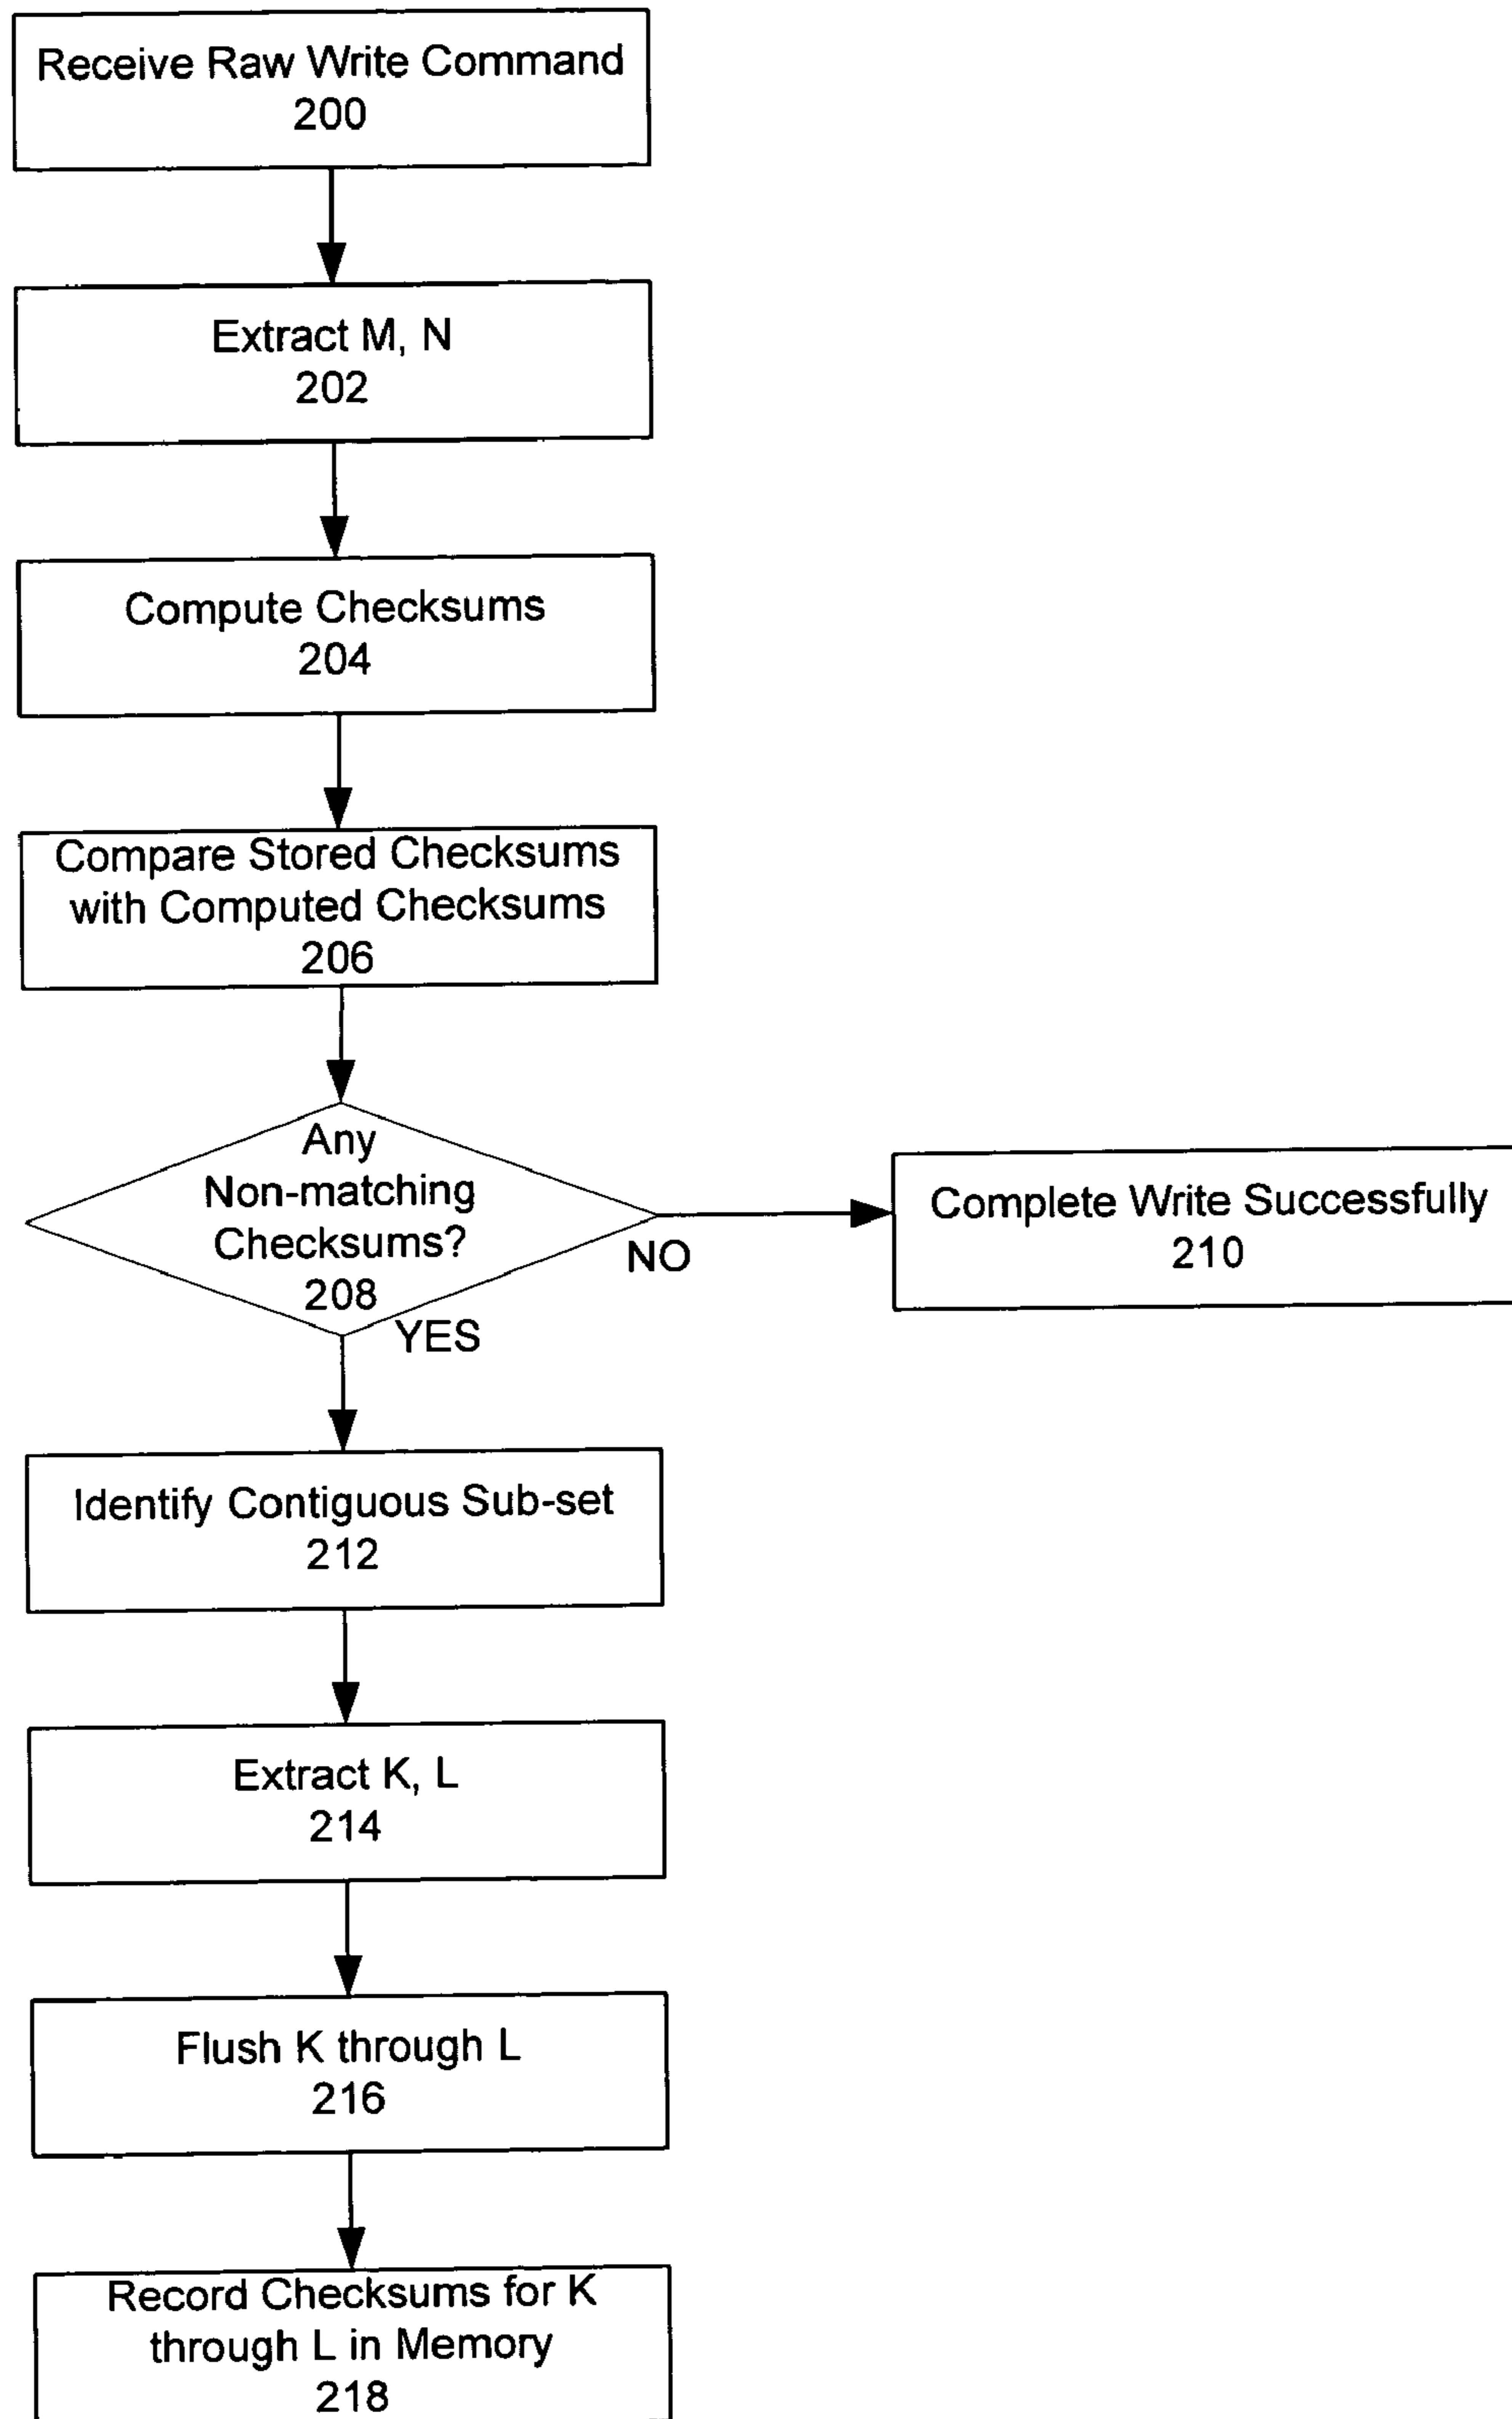 Receive Raw Write Command
200
Extract M, N
202
Compute Checksums
204
Compare Stored Checksums
with Computed Checksums
206
Any
Non-matching
Checksums?
208
NO
YES
Complete Write Successfully
210
Identify Contiguous Sub-set
212
Extract K, L
214
Flush K through L
216
Record Checksums for K
through L in Memory
218